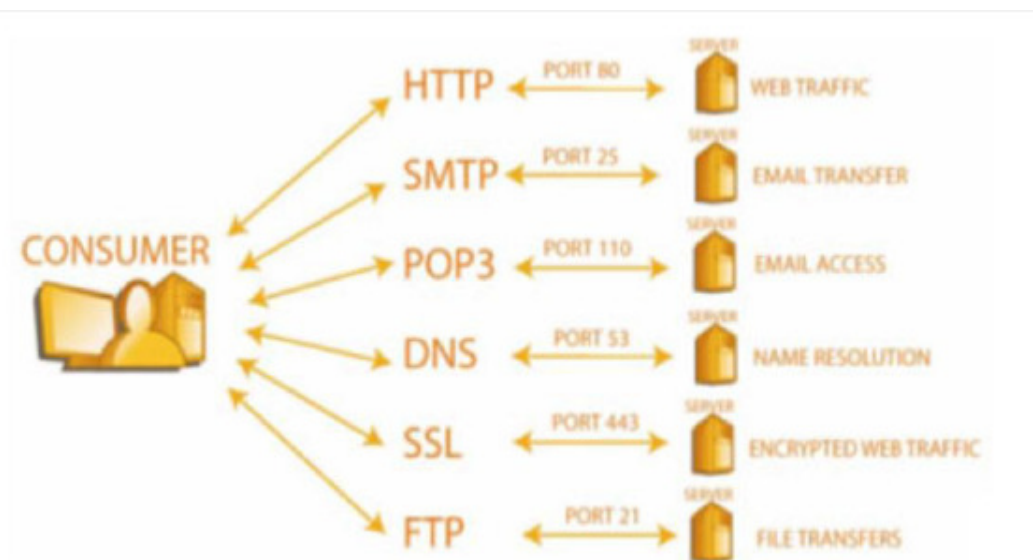 SERVER
HTTP PORT 80 WEB TRAFFIC
SERVER
SMTP PORT 25 EMAIL TRANSFER
SERVER
CONSUMER
POP3 PORT 110 EMAIL ACCESS
SERVER
DNS PORT 53 NAME RESOLUTION
SERVER
SSL PORT 443 ENCRYPTED WEB TRAFFIC
SERVER
FTP PORT 21 FILE TRANSFERS